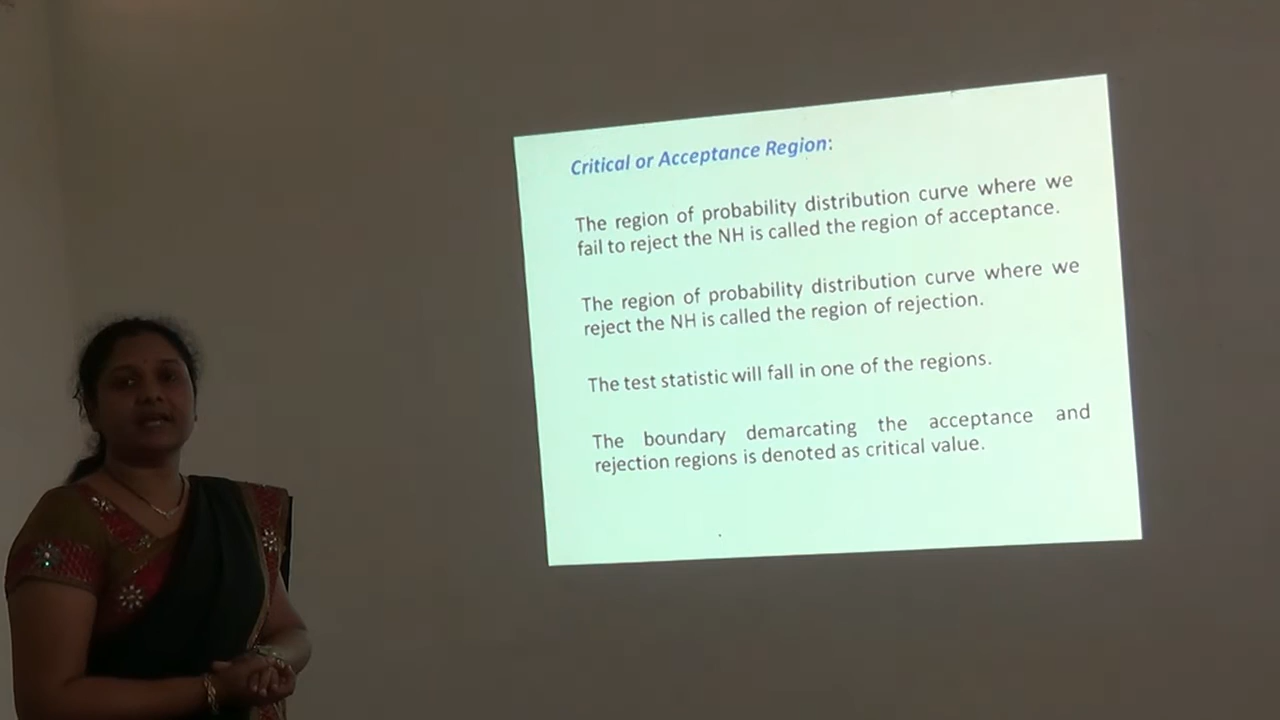 Critical or Acceptance Region:
The region of probability distribution curve where we
fail to reject the NH is called the region of acceptance.
The region of probability distribution curve where we
reject the NH is called the region of rejection.
The test statistic will fall in one of the regions.
The boundary demarcating the acceptance and
rejection regions is denoted as critical value.